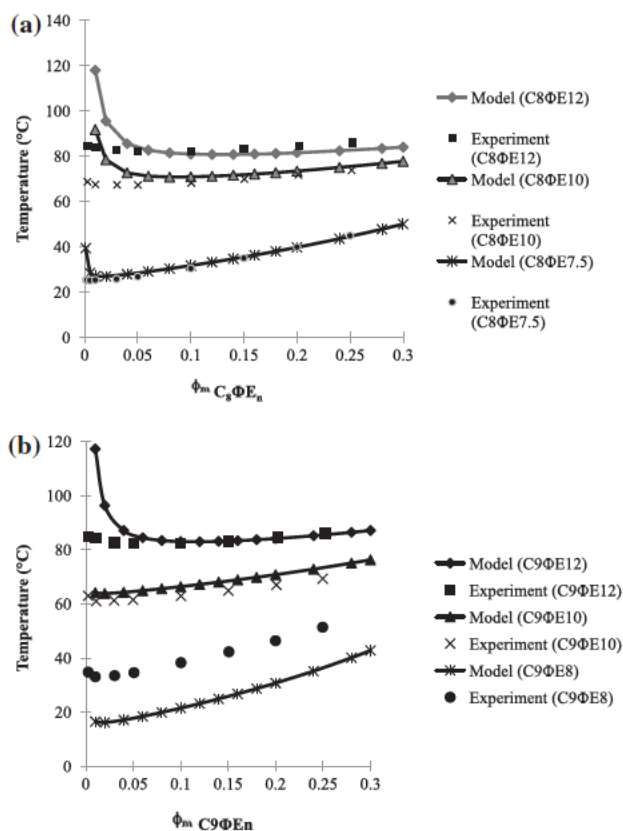 (a)
140
120
100
80
60
40
20
0
Temperature (°C)
0 0.05 0.1 0.15 0.2 0.25 0.3
ϕm C8ΦEn
Model (C8ΦE12)
Experiment
(C8ΦE12)
Model (C8ΦE10)
Experiment
(C8ΦE10)
Model (C8ΦE7.5)
Experiment
(C8ΦE7.5)
(b)
120
100
80
60
40
20
0
Temperature (°C)
0 0.05 0.1 0.15 0.2 0.25 0.3
ϕm C9ΦEn
Model (C9ΦE12)
Experiment (C9ΦE12)
Model (C9ΦE10)
Experiment (C9ΦE10)
Model (C9ΦE8)
Experiment (C9ΦE8)